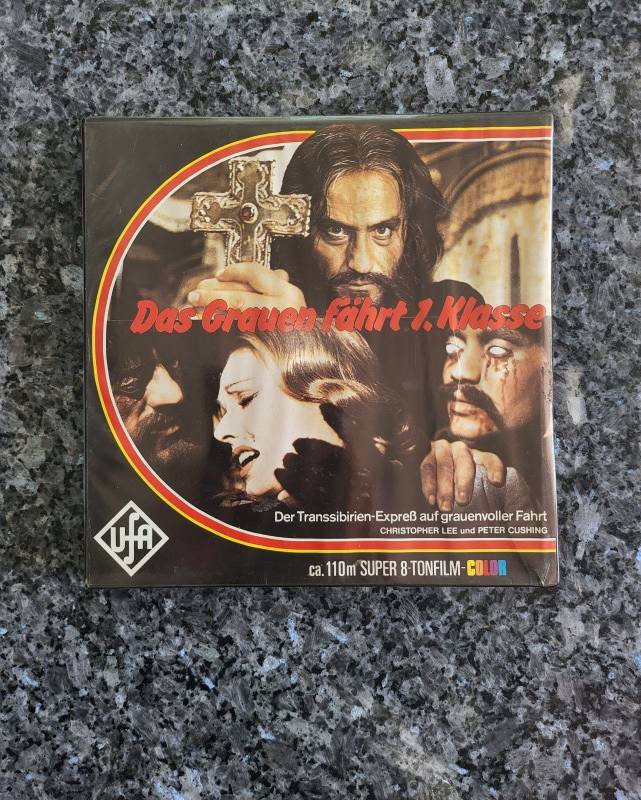 Das Grauen fährt 1. Klasse
Der Transsibirien-Expreß auf grauenvoller Fahrt
CHRISTOPHER LEE und PETER CUSHING
UFA
ca. 110m SUPER 8-TONFILM-COLOR